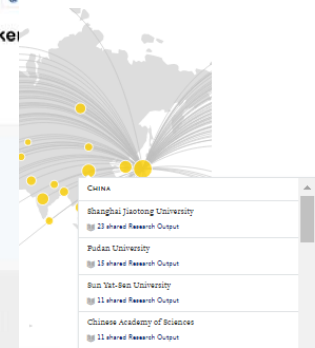 CHINA
Shanghai Jiaotong University
23 shared Research Output
Fudan University
15 shared Research Output
Sun Yat-Sen University
11 shared Research Output
Chinese Academy of Sciences
11 shared Research Output